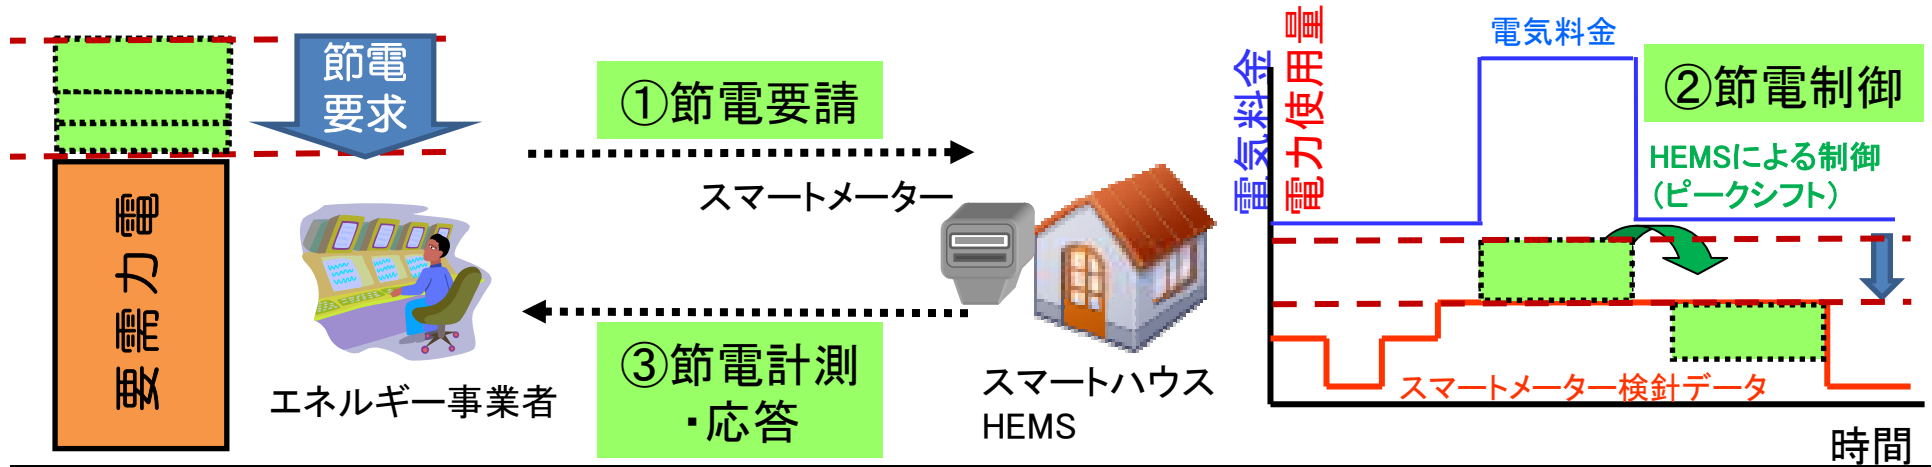 節電
要求
電力需要
エネルギー事業者
①節電要請
スマートメーター
③節電計測
・応答
スマートハウス
HEMS
電気料金
電力使用量
電気料金
②節電制御
HEMSによる制御
(ピークシフト)
スマートメーター検針データ
時間